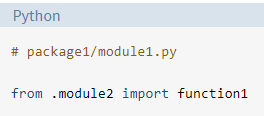 Python
# package1/module1.py
from .module2 import function1